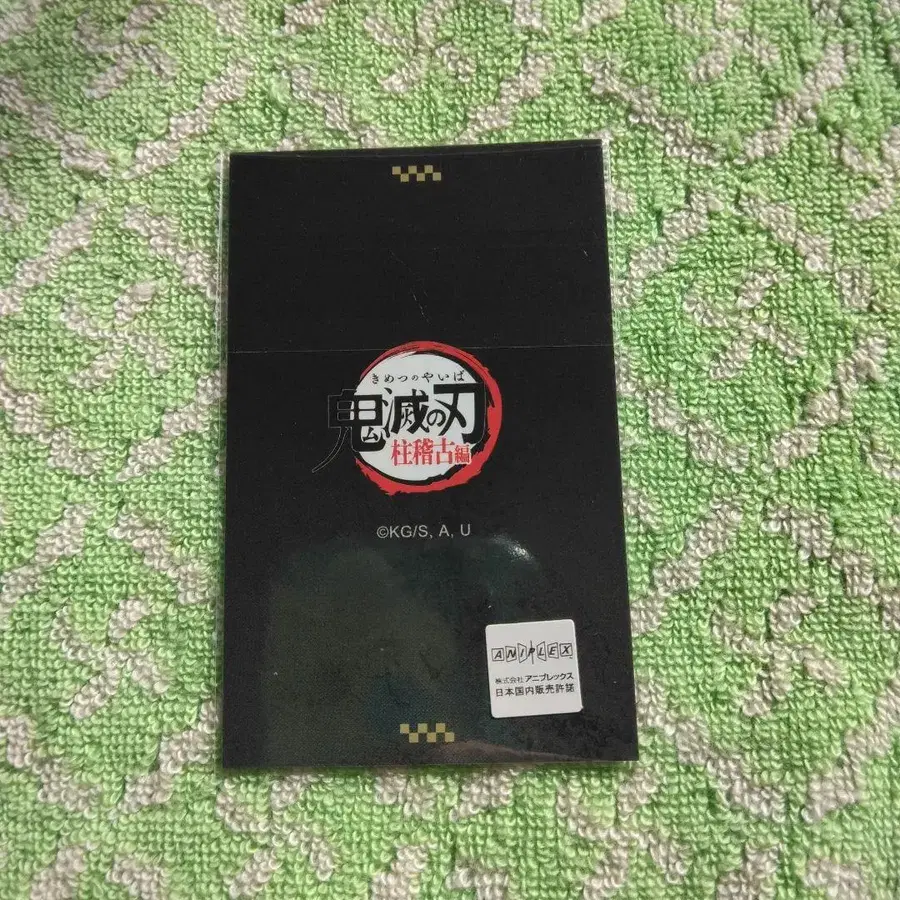 きめつのやいば
鬼滅の刃
柱稽古編
©KG/S, A, U
ANIPLEX
株式会社 アニプレックス
日本国内販売許諾